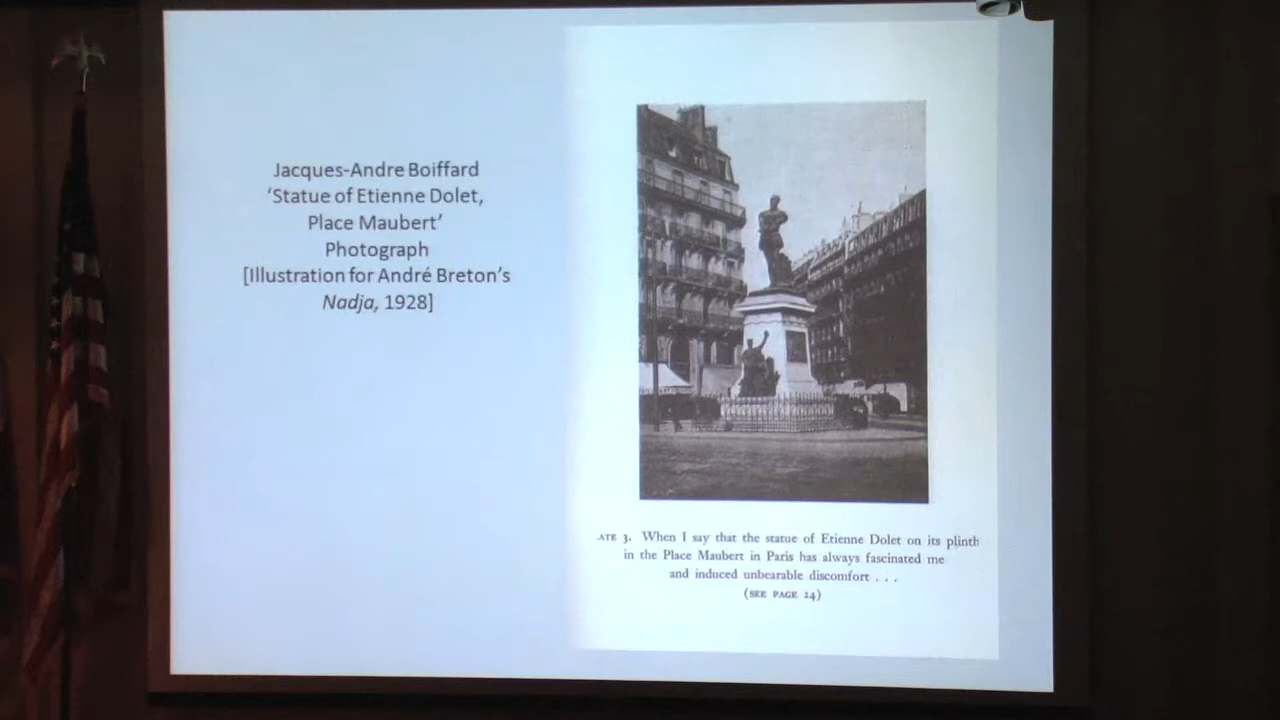 Jacques-Andre Boiffard
‘Statue of Etienne Dolet,
Place Maubert’
Photograph
[Illustration for André Breton’s
Nadja, 1928]
ATE 3. When I say that the statue of Etienne Dolet on its plinth
in the Place Maubert in Paris has always fascinated me
and induced unbearable discomfort . . .
(SEE PAGE 24)